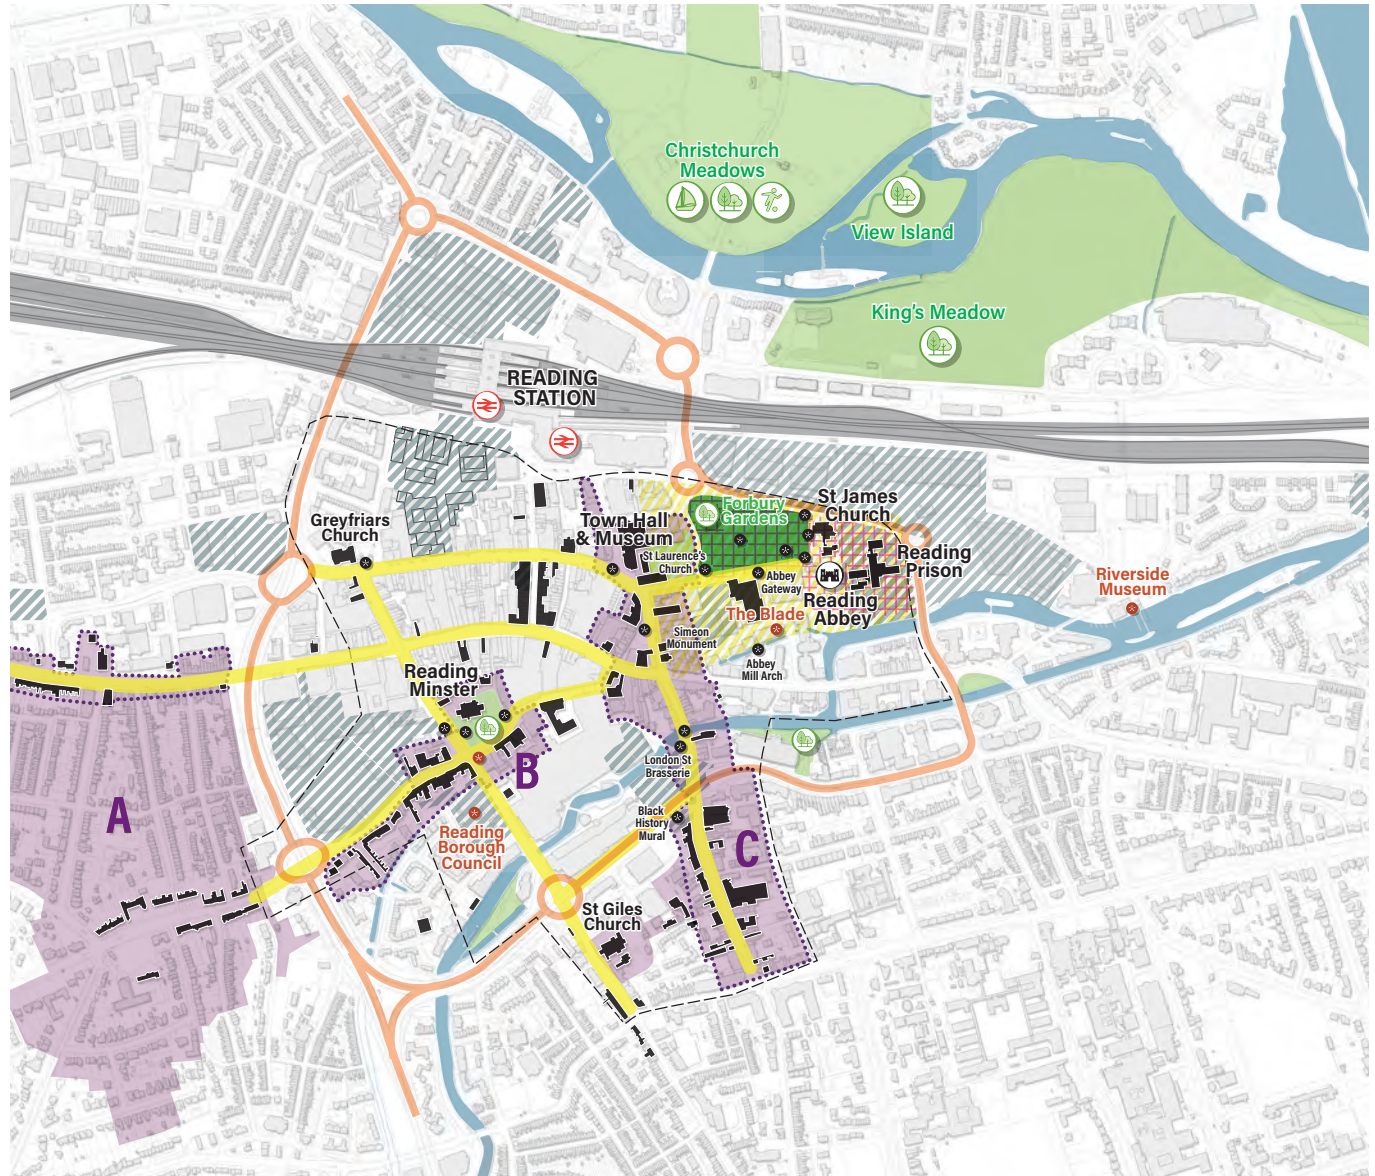 Christchurch
Meadows
View Island
King's Meadow
READING
STATION
Greyfriars
Church
Town Hall
& Museum
Forbury
Gardens
St James
Church
St Laurence's
Church
Abbey
Gateway
Reading
Prison
Reading
Abbey
Riverside
Museum
The Blade
Simeon
Monument
Abbey
Mill Arch
Reading
Minster
London St
Brasserie
A
B
C
Black
History
Mural
Reading
Borough
Council
St Giles
Church